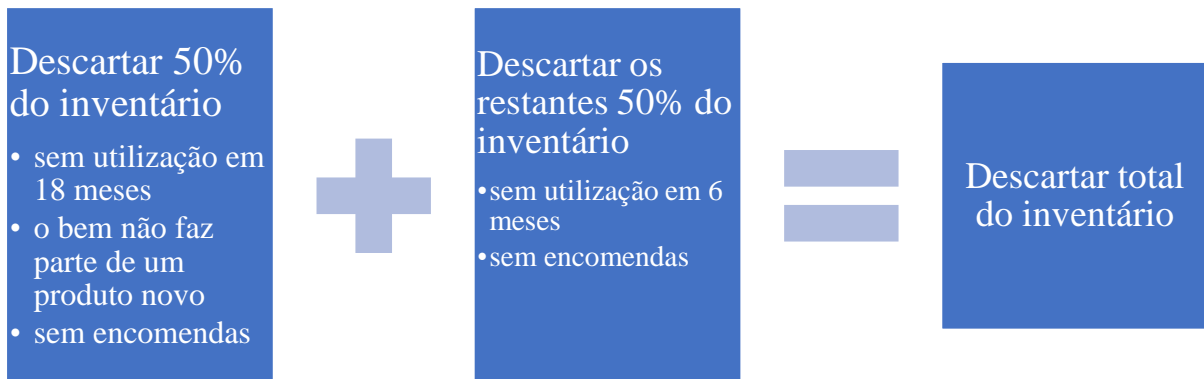 Descartar 50%
do inventário
• sem utilização em
18 meses
• o bem não faz
parte de um
produto novo
• sem encomendas
Descartar os
restantes 50% do
inventário
•sem utilização em 6
meses
•sem encomendas
Descartar total
do inventário